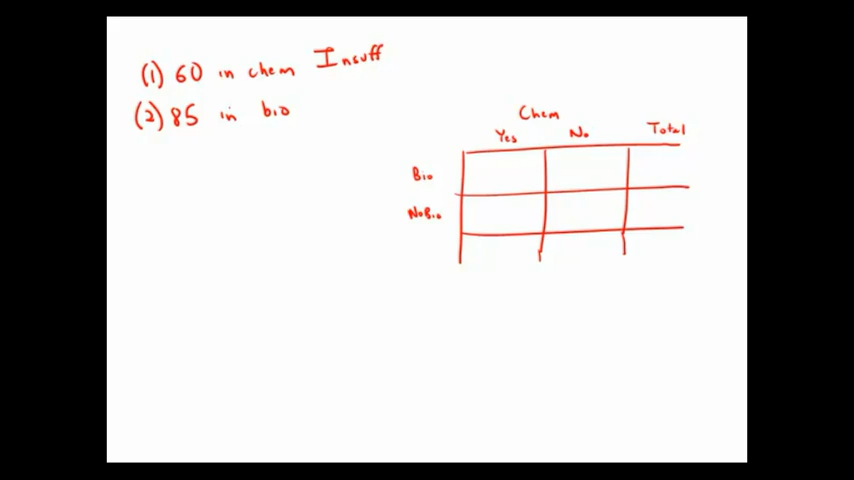 (1) 60 in chem Insuff
(2) 85 in bio
Chem
Yes No Total
Bio
NoBio